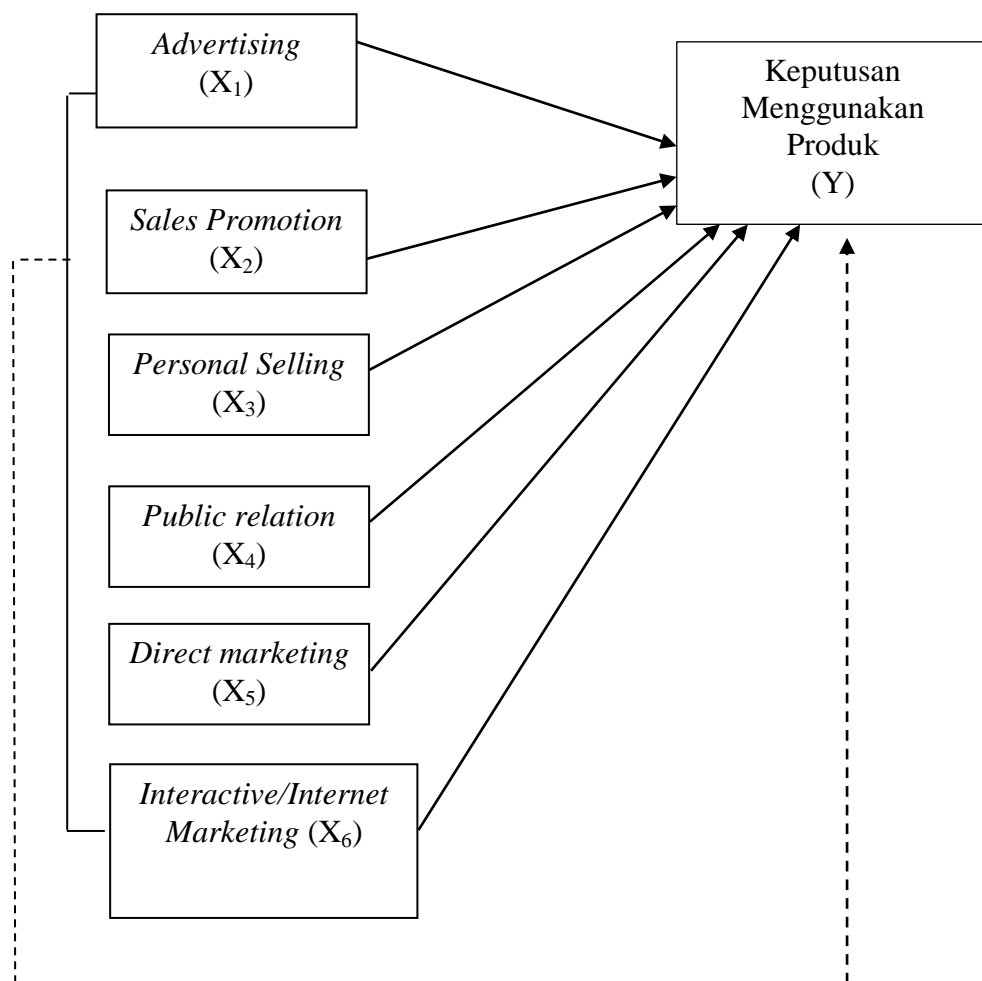 Advertising
(X₁)
Keputusan
Menggunakan
Produk
(Y)
Sales Promotion
(X₂)
Personal Selling
(X₃)
Public relation
(X₄)
Direct marketing
(X₅)
Interactive/Internet
Marketing (X₆)